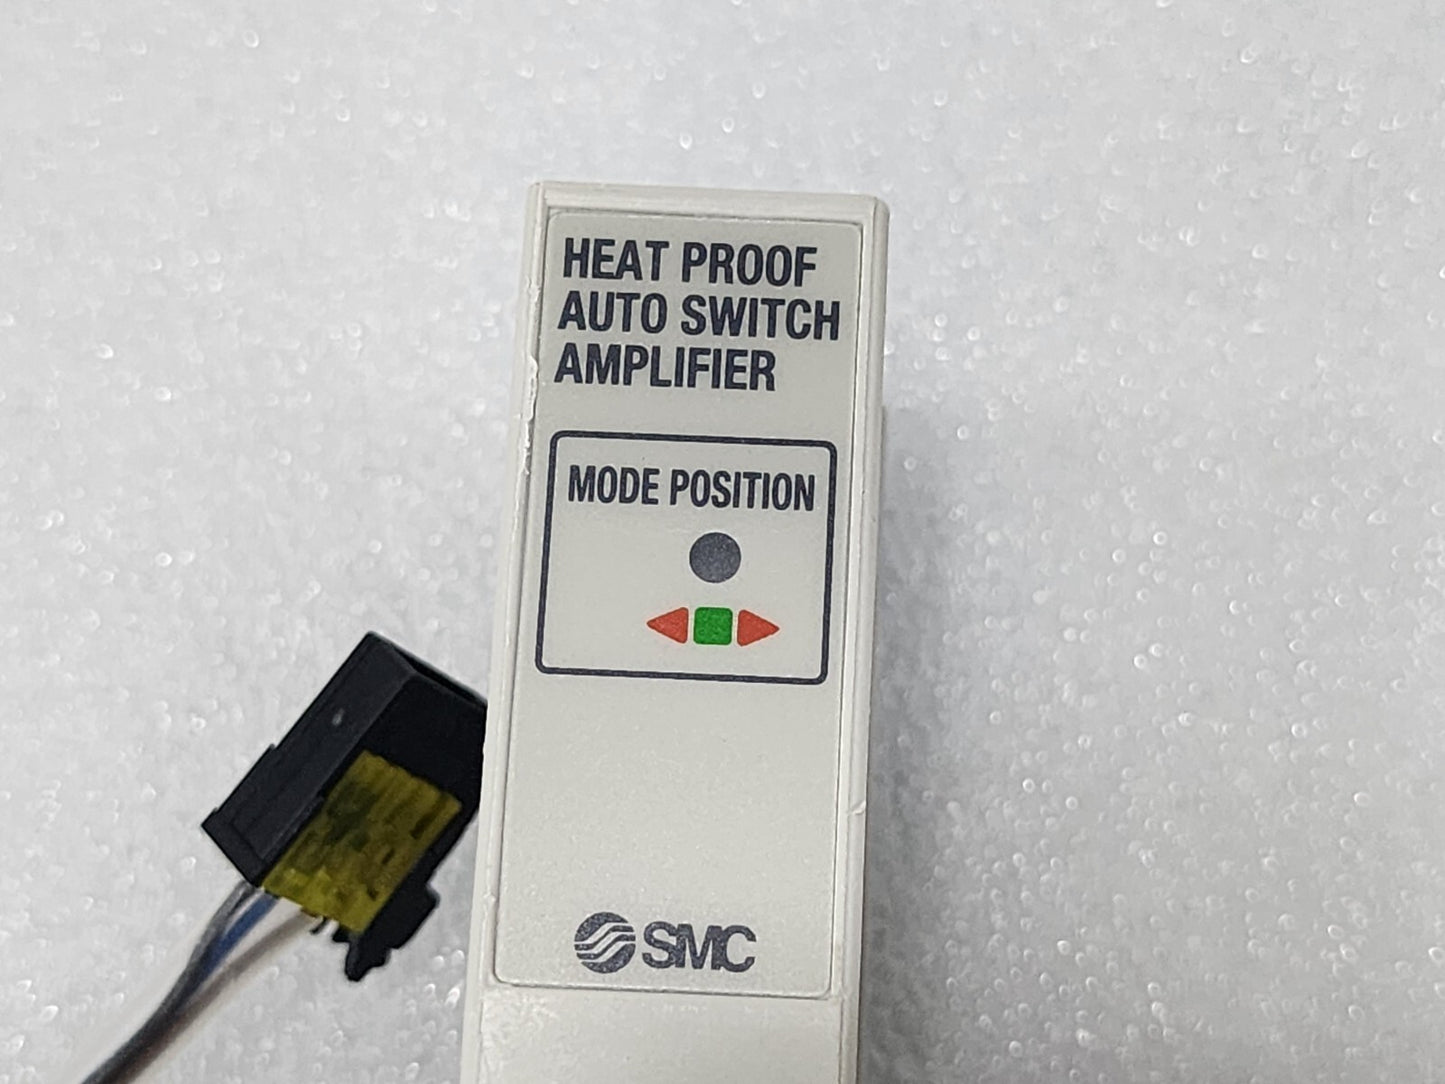 HEAT PROOF
AUTO SWITCH
AMPLIFIER
MODE POSITION
SMC